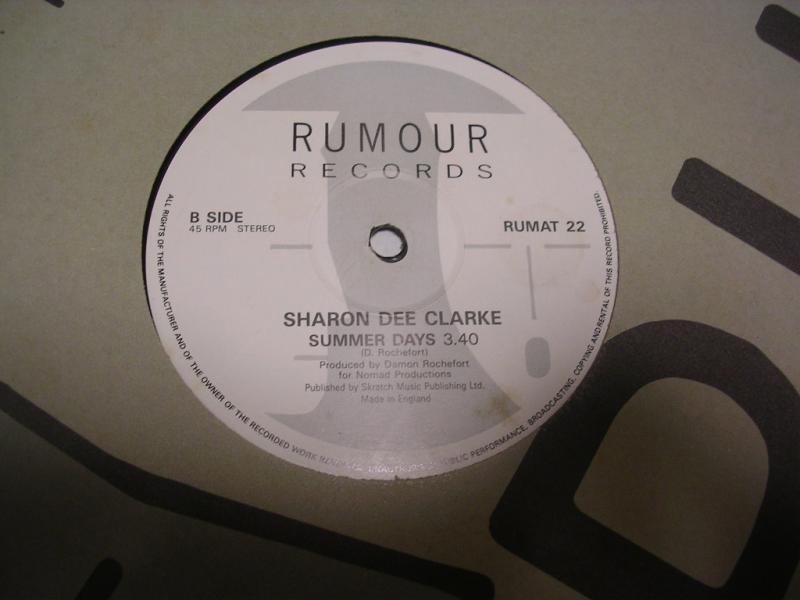 RUMOUR
RECORDS
B SIDE
45 RPM STEREO
RUMAT 22
SHARON DEE CLARKE
SUMMER DAYS 3.40
(D. Rochefort)
Produced by Damon Rochefort
for Nomad Productions
Published by Skratch Music Publishing Ltd.
Made in England
ALL RIGHTS OF THE MANUFACTURER AND OF THE OWNER OF THE RECORDED WORK RESERVED. UNAUTHORISED PUBLIC PERFORMANCE, BROADCASTING, COPYING AND RENTAL OF THIS RECORD PROHIBITED.